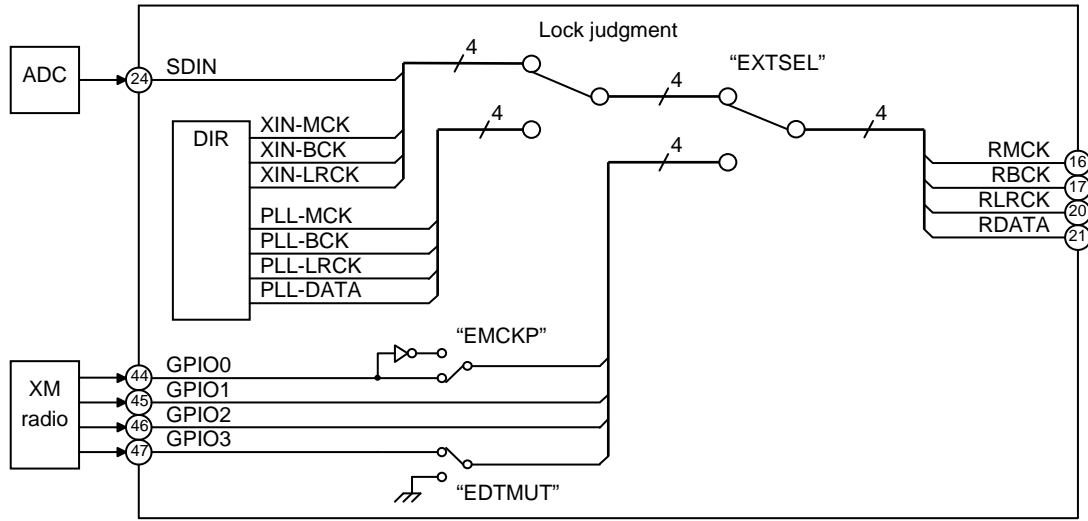 Lock judgment
4
"EXTSEL"
ADC
24
SDIN
4
4
4
4
DIR
XIN-MCK
XIN-BCK
XIN-LRCK
PLL-MCK
PLL-BCK
PLL-LRCK
PLL-DATA
RMCK
16
RBCK
17
RLRCK
20
RDATA
21
"EMCKP"
XM
radio
44
GPIO0
45
GPIO1
46
GPIO2
47
GPIO3
"EDTMUT"